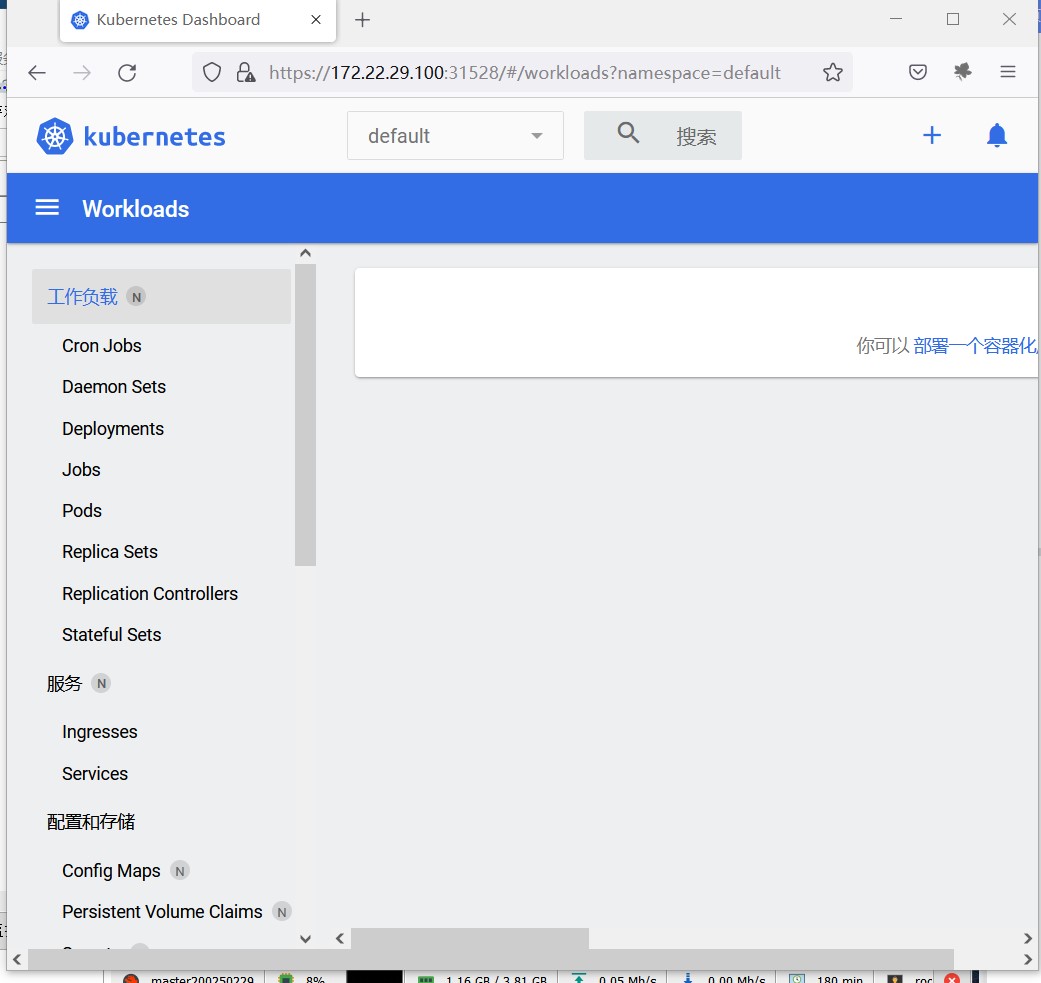 Kubernetes Dashboard
https://172.22.29.100:31528/#/workloads?namespace=default
kubernetes
default
搜索
Workloads
工作负载 N
你可以 部署一个容器化
Cron Jobs
Daemon Sets
Deployments
Jobs
Pods
Replica Sets
Replication Controllers
Stateful Sets
服务 N
Ingresses
Services
配置和存储
Config Maps N
Persistent Volume Claims N
master200250229 8% 1.16 GB / 3.81 GB 0.05 Mb/s 0.00 Mb/s 180 min